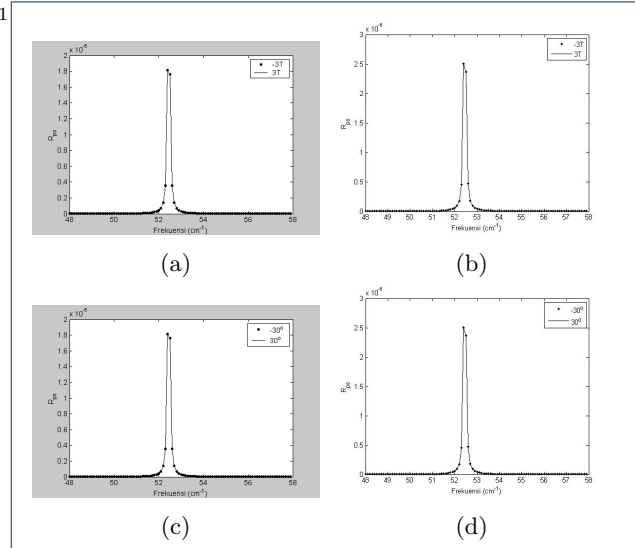 1
x 10⁻⁶
2
1.8
1.6
1.4
1.2
1
0.8
0.6
0.4
0.2
0
48 50 52 54 56 58
R_ps
Frekuensi (cm⁻¹)
-3T
3T
(a)
x 10⁻⁶
3
2.5
2
1.5
1
0.5
0
48 49 50 51 52 53 54 55 56 57 58
R_ps
Frekuensi (cm⁻¹)
-3T
3T
(b)
x 10⁻⁶
2
1.8
1.6
1.4
1.2
1
0.8
0.6
0.4
0.2
0
48 50 52 54 56 58
R_ps
Frekuensi (cm⁻¹)
-30⁰
30⁰
(c)
x 10⁻⁶
3
2.5
2
1.5
1
0.5
0
48 49 50 51 52 53 54 55 56 57 58
R_ps
Frekuensi (cm⁻¹)
-30⁰
30⁰
(d)